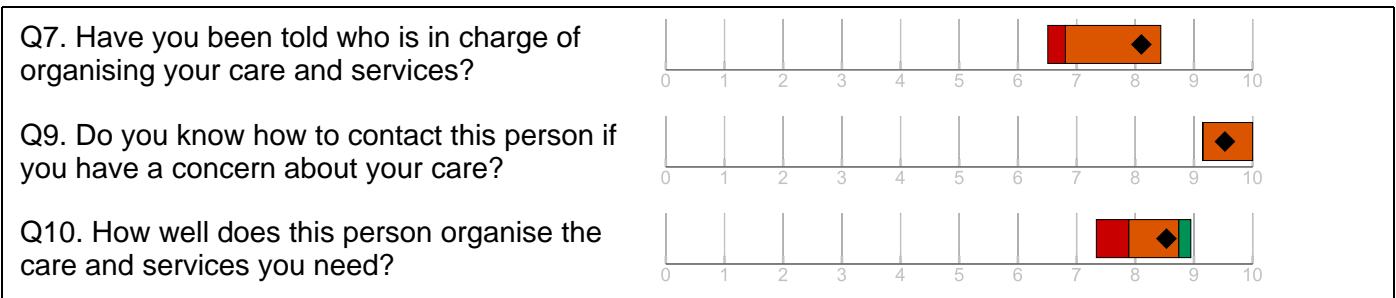 Q7. Have you been told who is in charge of
organising your care and services?
0 1 2 3 4 5 6 7 8 9 10
Q9. Do you know how to contact this person if
you have a concern about your care?
0 1 2 3 4 5 6 7 8 9 10
Q10. How well does this person organise the
care and services you need?
0 1 2 3 4 5 6 7 8 9 10